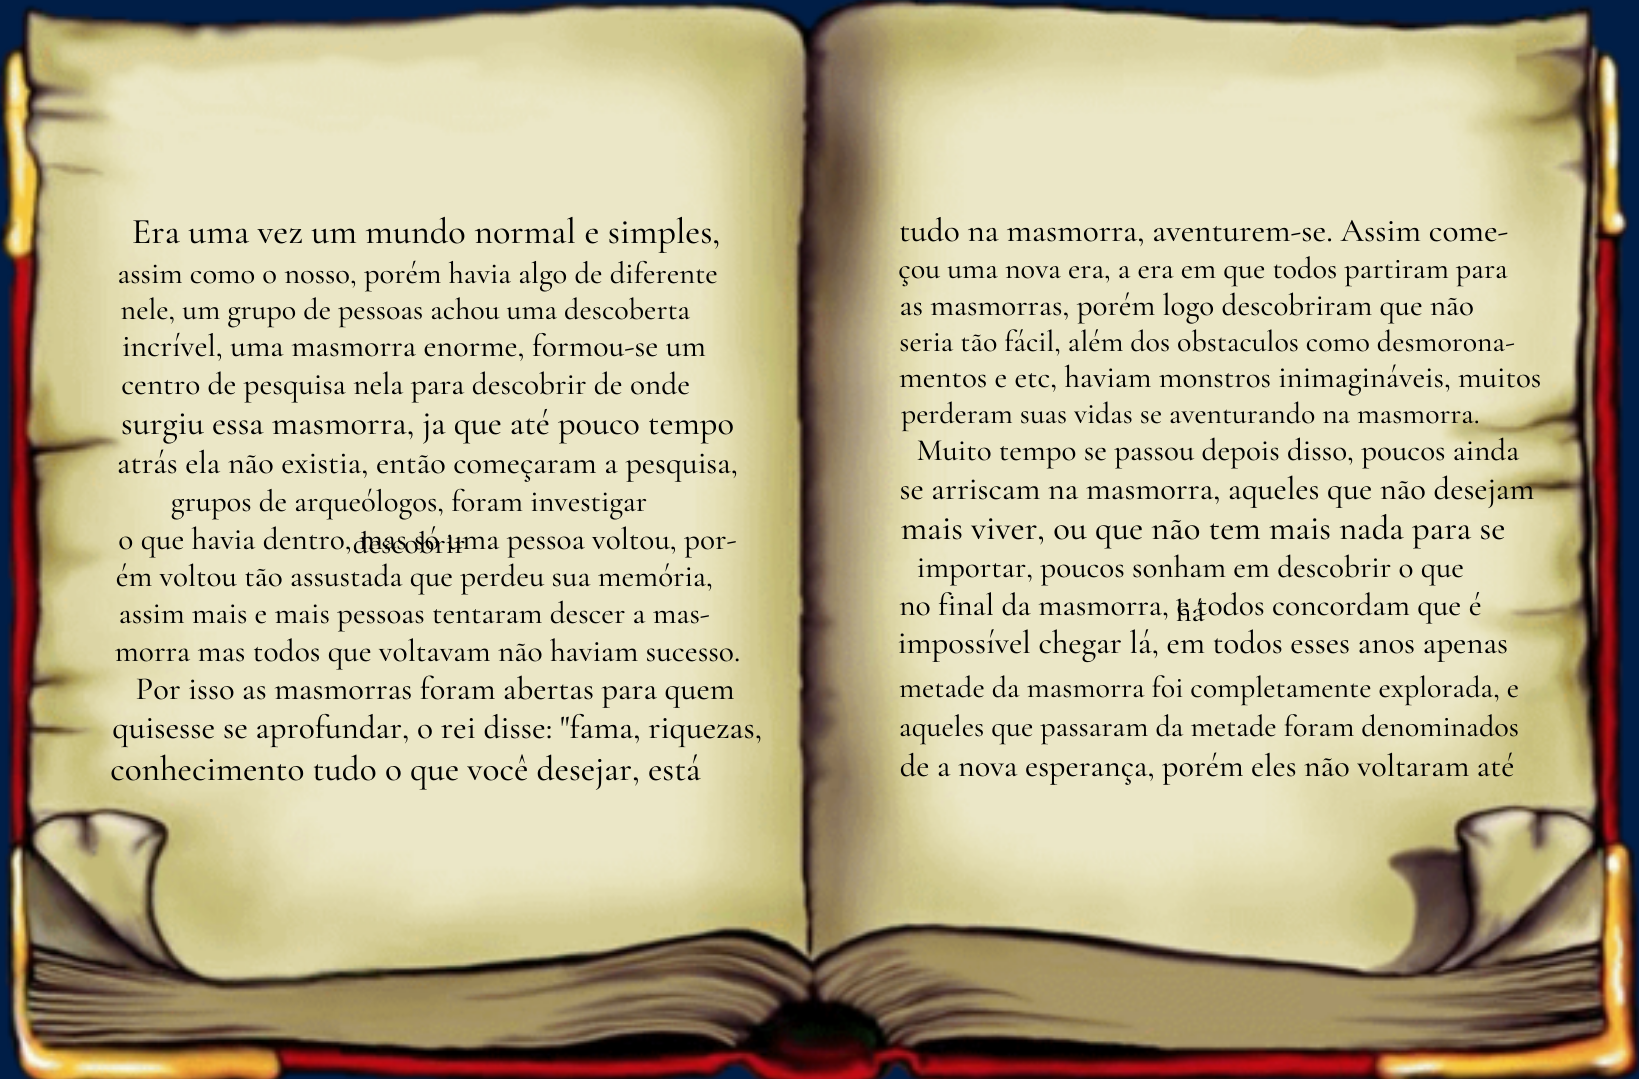 Era uma vez um mundo normal e simples,
assim como o nosso, porém havia algo de diferente
nele, um grupo de pessoas achou uma descoberta
incrível, uma masmorra enorme, formou-se um
centro de pesquisa nela para descobrir de onde
surgiu essa masmorra, ja que até pouco tempo
atrás ela não existia, então começaram a pesquisa,
grupos de arqueólogos, foram investigar
descobrir
o que havia dentro, mas só uma pessoa voltou, por-
ém voltou tão assustada que perdeu sua memória,
assim mais e mais pessoas tentaram descer a mas-
morra mas todos que voltavam não haviam sucesso.
Por isso as masmorras foram abertas para quem
quisesse se aprofundar, o rei disse: "fama, riquezas,
conhecimento tudo o que você desejar, está
tudo na masmorra, aventurem-se. Assim come-
çou uma nova era, a era em que todos partiram para
as masmorras, porém logo descobriram que não
seria tão fácil, além dos obstaculos como desmorona-
mentos e etc, haviam monstros inimagináveis, muitos
perderam suas vidas se aventurando na masmorra.
Muito tempo se passou depois disso, poucos ainda
se arriscam na masmorra, aqueles que não desejam
mais viver, ou que não tem mais nada para se
importar, poucos sonham em descobrir o que
há
no final da masmorra, e todos concordam que é
impossível chegar lá, em todos esses anos apenas
metade da masmorra foi completamente explorada, e
aqueles que passaram da metade foram denominados
de a nova esperança, porém eles não voltaram até